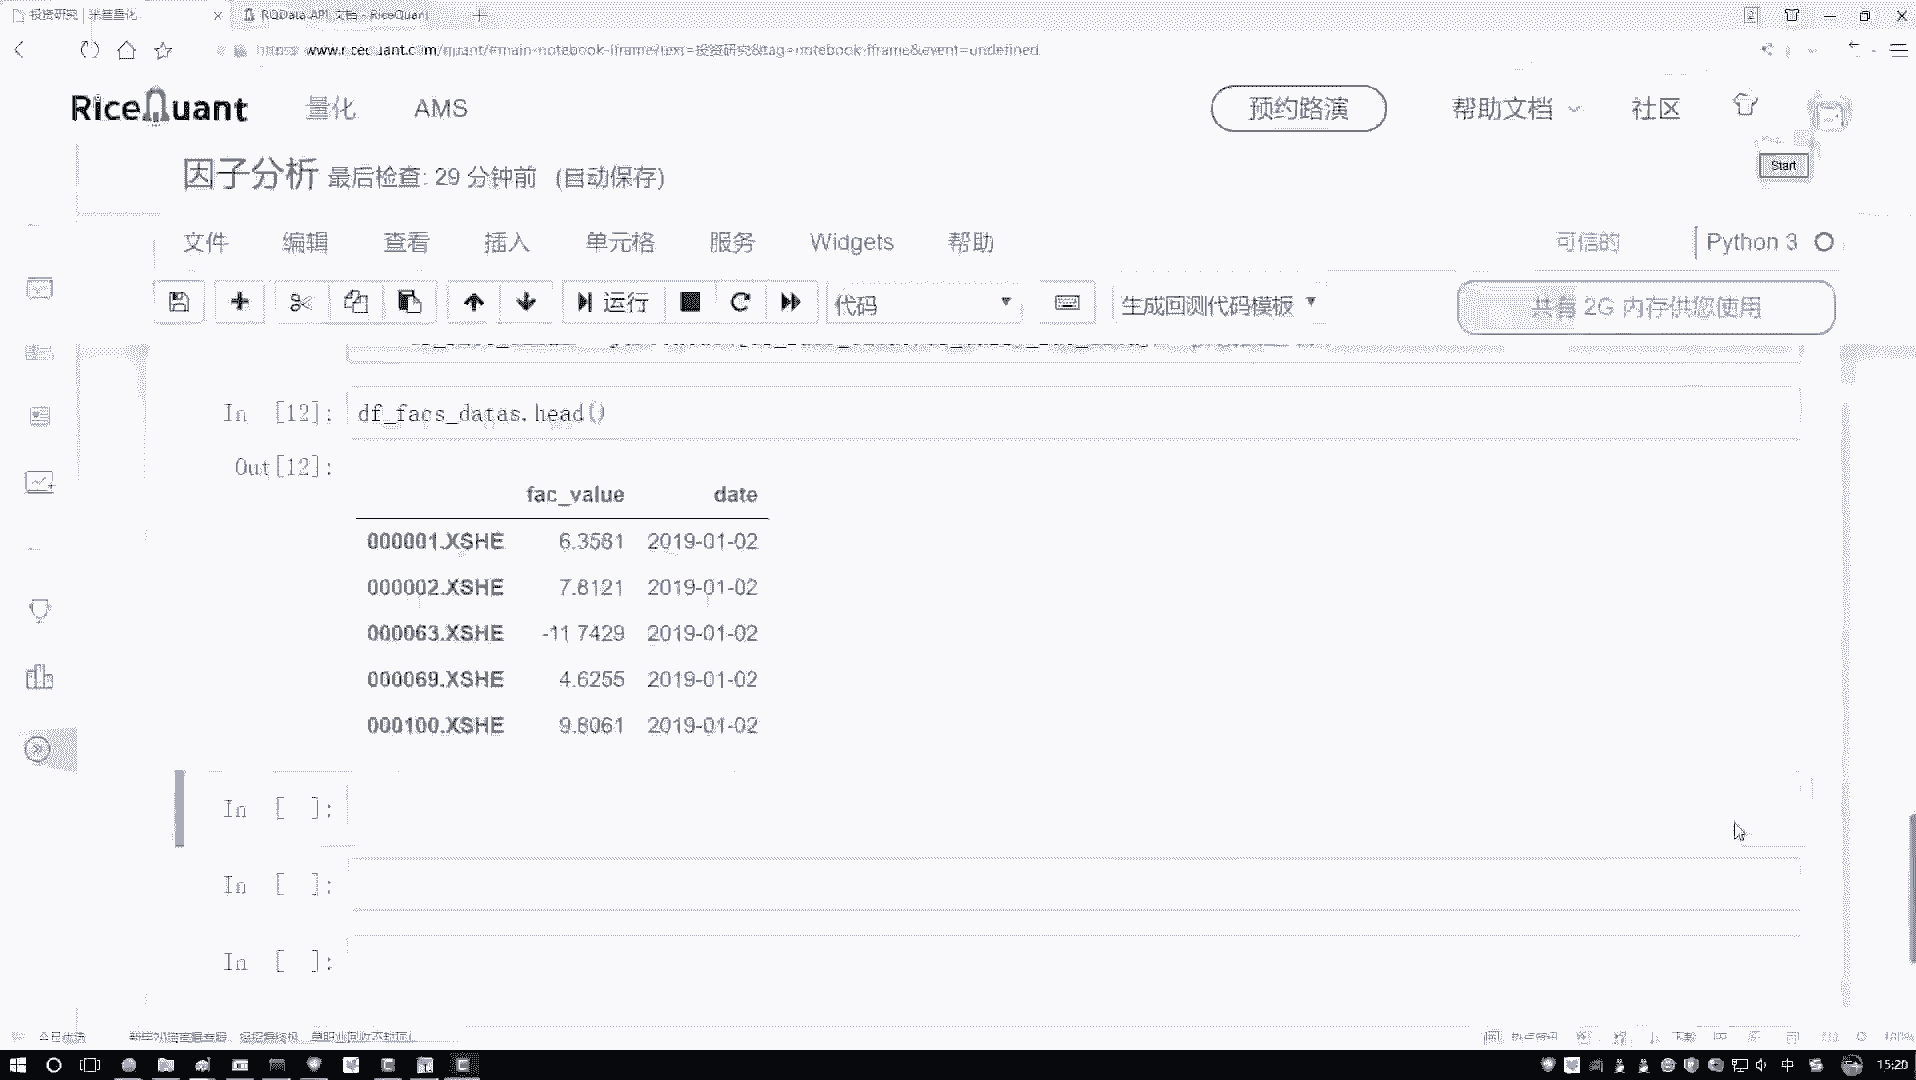 投资研究 | 米筐量化
RQData API 文档 - RiceQuant
www.ricequant.com/quant/#main-notebook-iframe?text=投资研究&tag=notebook-iframe&event=undefined
RiceQuant 量化 AMS 预约路演 帮助文档 社区
因子分析 最后检查: 29 分钟前 (自动保存)
Start
文件 编辑 查看 插入 单元格 服务 Widgets 帮助 可信的 Python 3
运行 代码 生成回测代码模板 共有 2G 内存供您使用
In [12]: df_facs_datas.head()
Out[12]:
fac_value date
000001.XSHE 6.3581 2019-01-02
000002.XSHE 7.8121 2019-01-02
000063.XSHE -11.7429 2019-01-02
000069.XSHE 4.6255 2019-01-02
000100.XSHE 9.8061 2019-01-02
In [ ]:
In [ ]:
In [ ]:
中 15:20